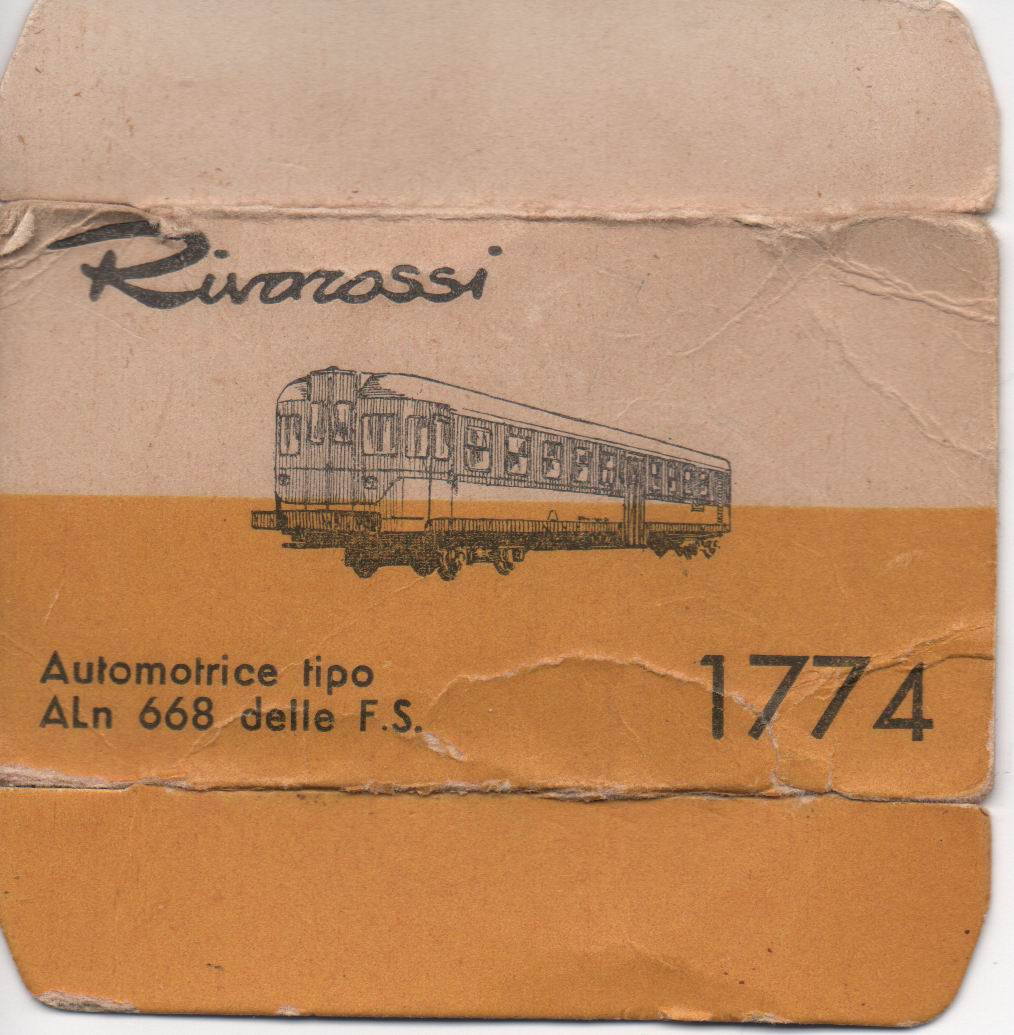 Rivarossi
Automotrice tipo
ALn 668 delle F.S.
1774